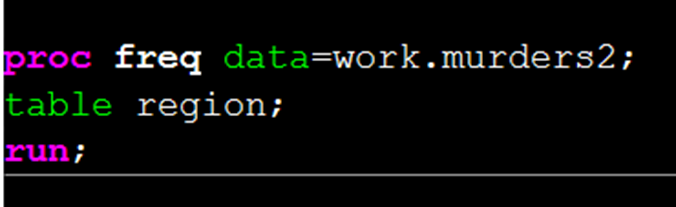 proc freq data=work.murders2;
table region;
run;